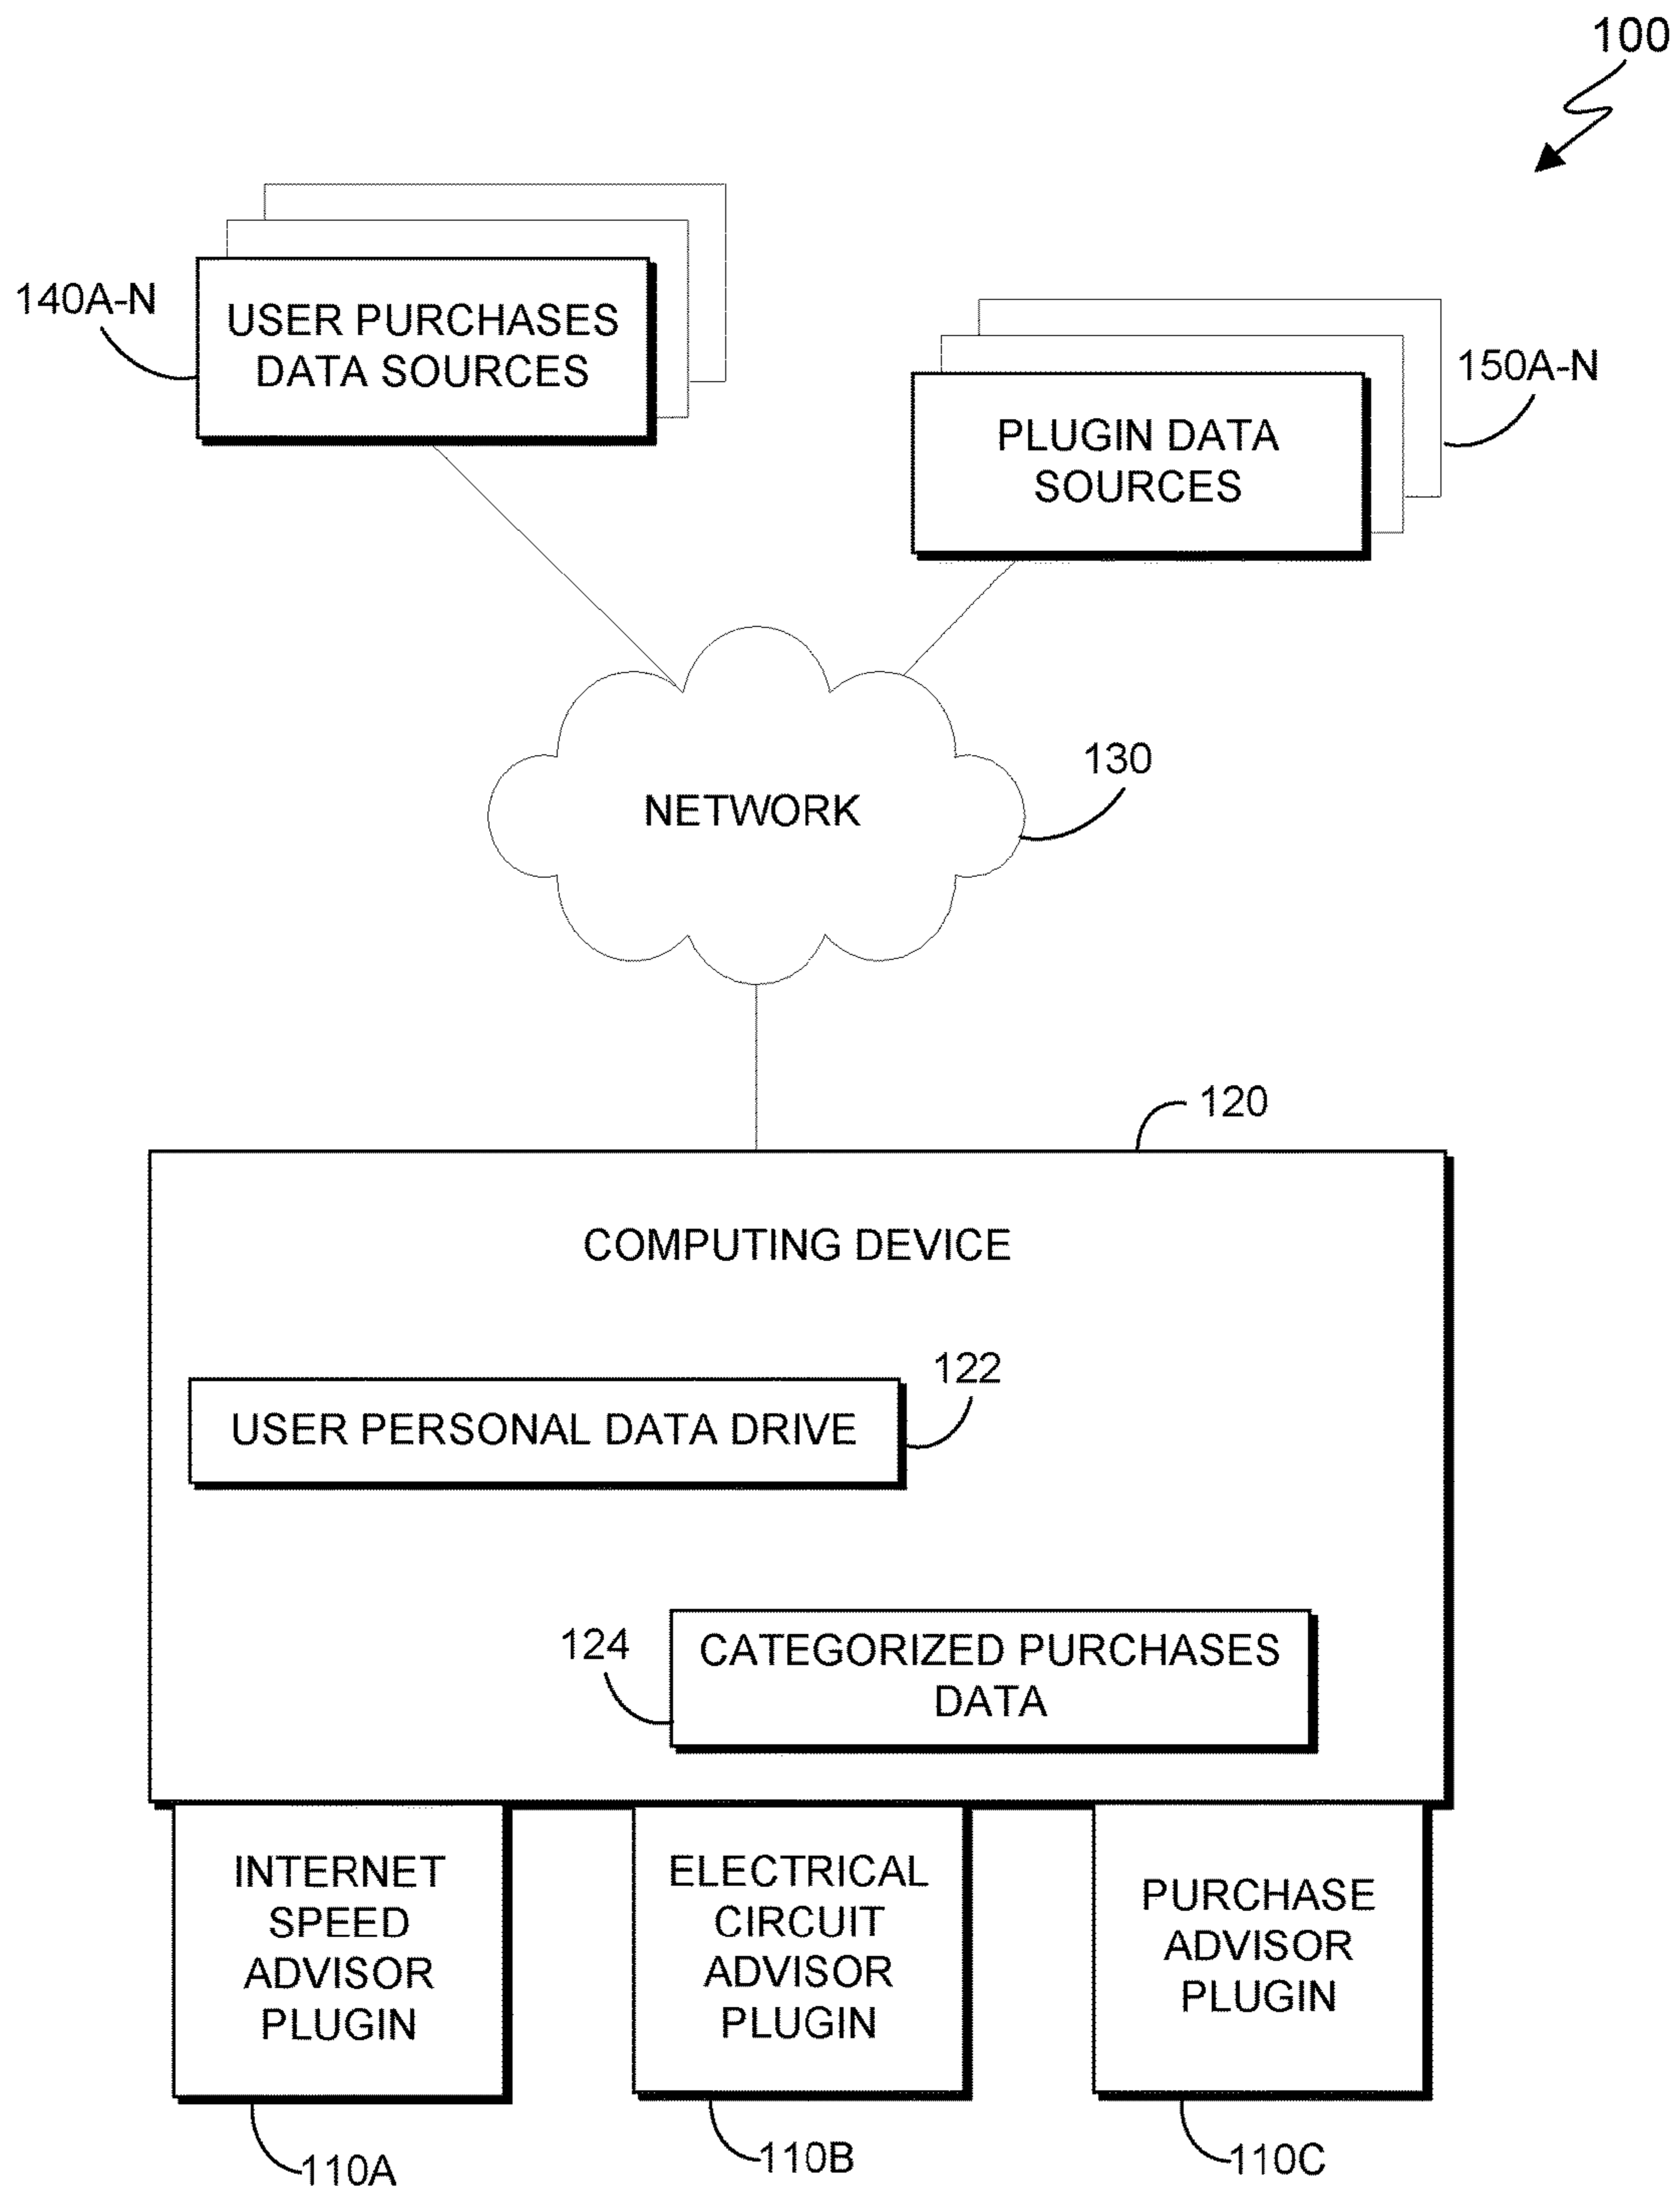 100
140A-N
USER PURCHASES
DATA SOURCES
150A-N
PLUGIN DATA
SOURCES
130
NETWORK
120
COMPUTING DEVICE
122
USER PERSONAL DATA DRIVE
124
CATEGORIZED PURCHASES
DATA
INTERNET
SPEED
ADVISOR
PLUGIN
ELECTRICAL
CIRCUIT
ADVISOR
PLUGIN
PURCHASE
ADVISOR
PLUGIN
110A
110B
110C